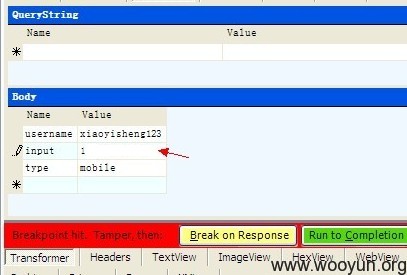 QueryString
Name Value
Body
Name Value
username xiaoyisheng123
input 1
type mobile
Breakpoint hit. Tamper, then: Break on Response Run to Completion
Transformer Headers TextView ImageView HexView WebView
www.wooyun.org